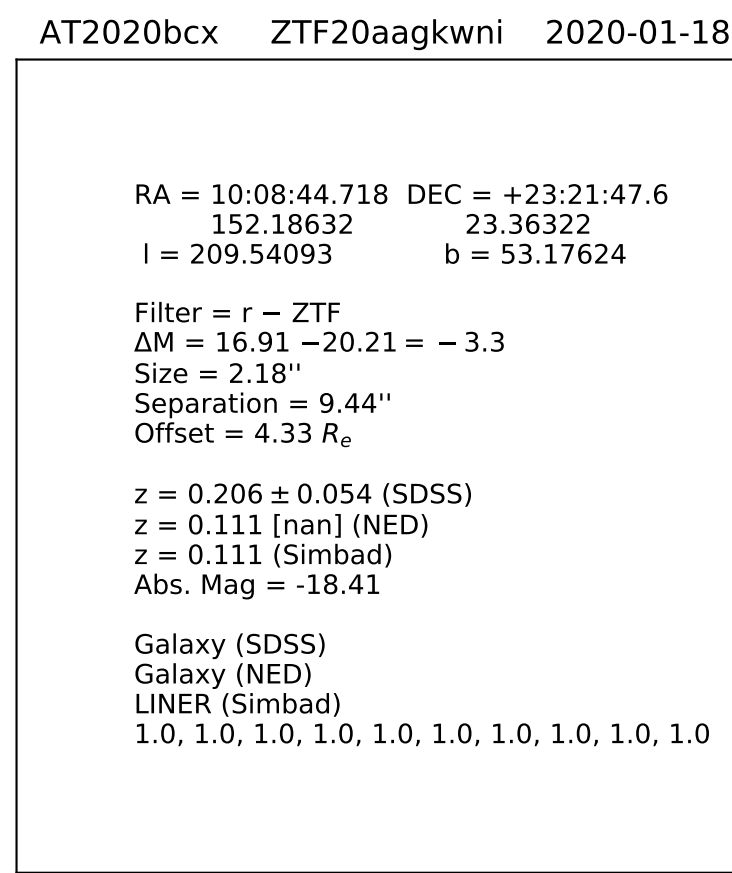 AT2020bcx ZTF20aagkwni 2020-01-18
RA = 10:08:44.718 DEC = +23:21:47.6
152.18632 23.36322
l = 209.54093 b = 53.17624
Filter = r − ZTF
ΔM = 16.91 −20.21 = − 3.3
Size = 2.18''
Separation = 9.44''
Offset = 4.33 Rₑ
z = 0.206 ± 0.054 (SDSS)
z = 0.111 [nan] (NED)
z = 0.111 (Simbad)
Abs. Mag = -18.41
Galaxy (SDSS)
Galaxy (NED)
LINER (Simbad)
1.0, 1.0, 1.0, 1.0, 1.0, 1.0, 1.0, 1.0, 1.0, 1.0